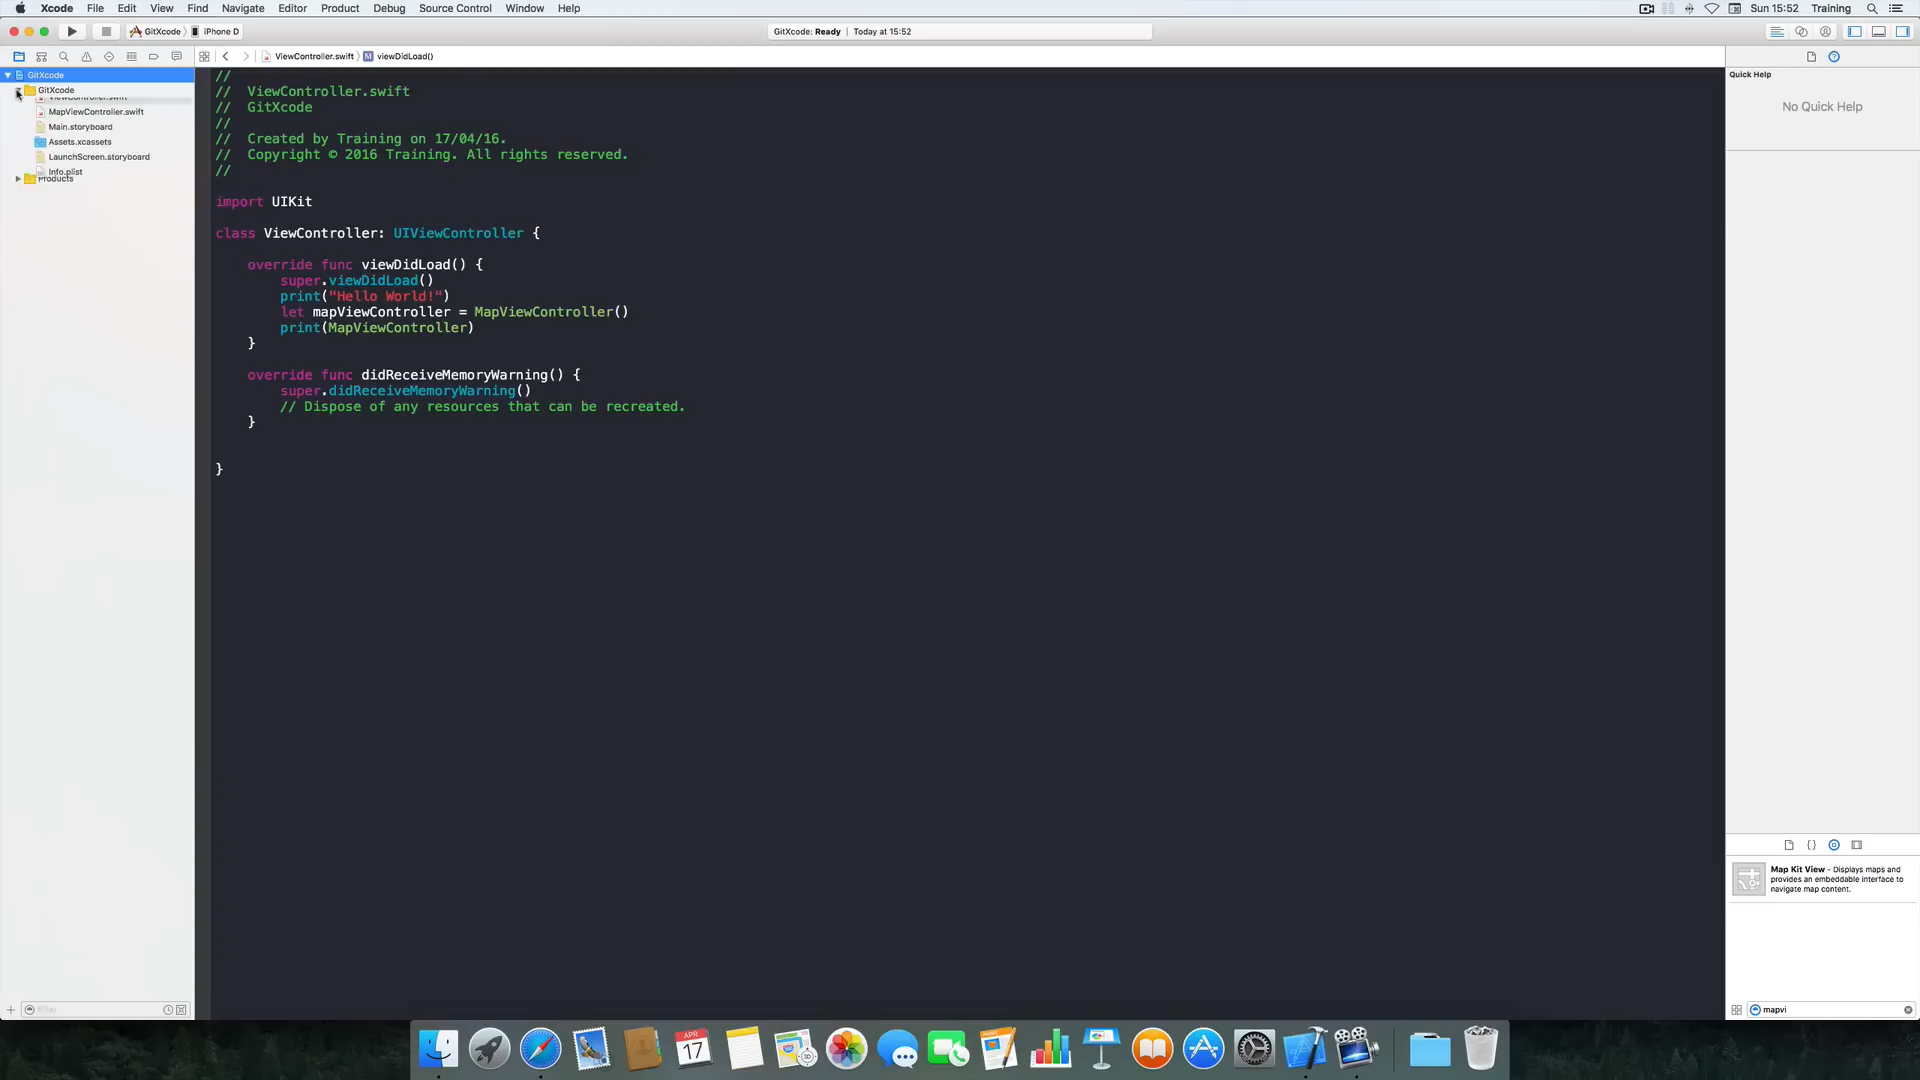 Xcode File Edit View Find Navigate Editor Product Debug Source Control Window Help Sun 15:52 Training
GitXcode iPhone D GitXcode: Ready Today at 15:52
ViewController.swift M viewDidLoad()
GitXcode
GitXcode
ViewController.swift
MapViewController.swift
Main.storyboard
Assets.xcassets
LaunchScreen.storyboard
Info.plist
Products
Filter
//
// ViewController.swift
// GitXcode
//
// Created by Training on 17/04/16.
// Copyright © 2016 Training. All rights reserved.
//
import UIKit
class ViewController: UIViewController {
override func viewDidLoad() {
super.viewDidLoad()
print("Hello World!")
let mapViewController = MapViewController()
print(MapViewController)
}
override func didReceiveMemoryWarning() {
super.didReceiveMemoryWarning()
// Dispose of any resources that can be recreated.
}
}
Quick Help
No Quick Help
{}
Map Kit View - Displays maps and
provides an embeddable interface to
navigate map content.
mapvi
APR
17
3D